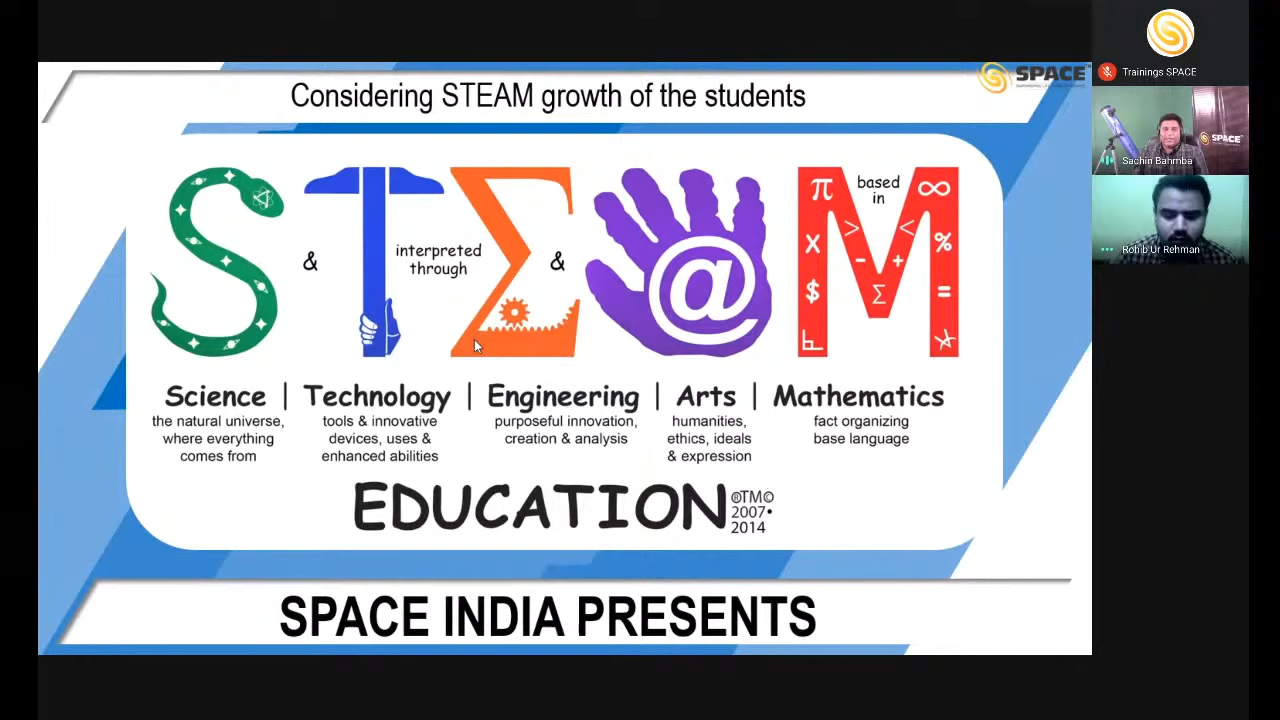 Considering STEAM growth of the students
SPACE
Trainings SPACE
SPACE
Sachin Bahmba
Rohib Ur Rehman
STEAM
&
interpreted
through
&
@
based
in
π
∞
> <
X
%
- +
$
Σ
=
Science | Technology | Engineering | Arts | Mathematics
the natural universe,
where everything
comes from
tools & innovative
devices, uses &
enhanced abilities
purposeful innovation,
creation & analysis
humanities,
ethics, ideals
& expression
fact organizing
base language
EDUCATION
®TM©
2007•
2014
SPACE INDIA PRESENTS